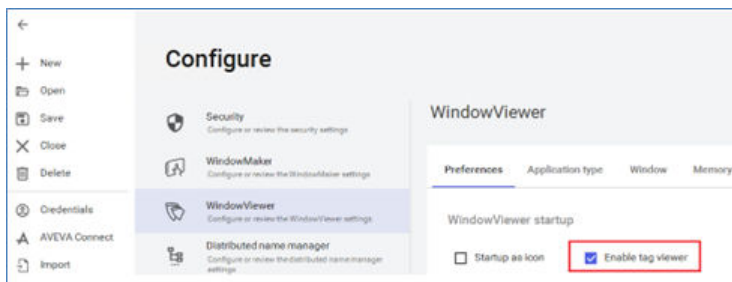 Configure
New
Open
Save
Close
Delete
Credentials
AVEVA Connect
Import
Security
Configure or review the security settings
WindowMaker
Configure or review the WindowMaker settings
WindowViewer
Configure or review the WindowViewer settings
Distributed name manager
Configure or review the distributed name manager
settings
WindowViewer
Preferences Application type Window Memory
WindowViewer startup
Startup as icon Enable tag viewer